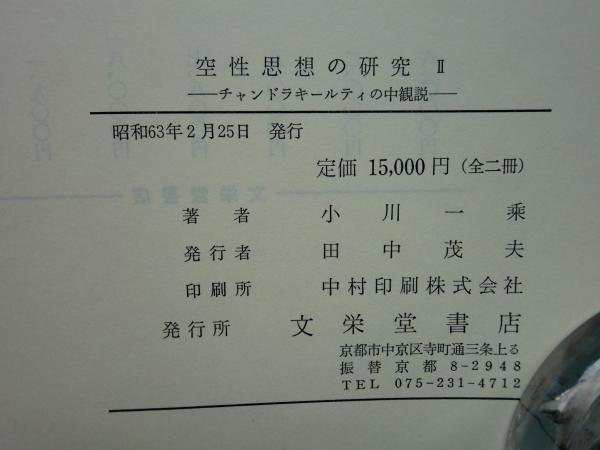 空性思想の研究 Ⅱ
——チャンドラキールティの中観説——
昭和63年2月25日 発行
定価 15,000円（全二冊）
著者 小川一乗
発行者 田中茂夫
印刷所 中村印刷株式会社
発行所 文栄堂書店
京都市中京区寺町通三条上る
振替京都8-2948
TEL 075-231-4712